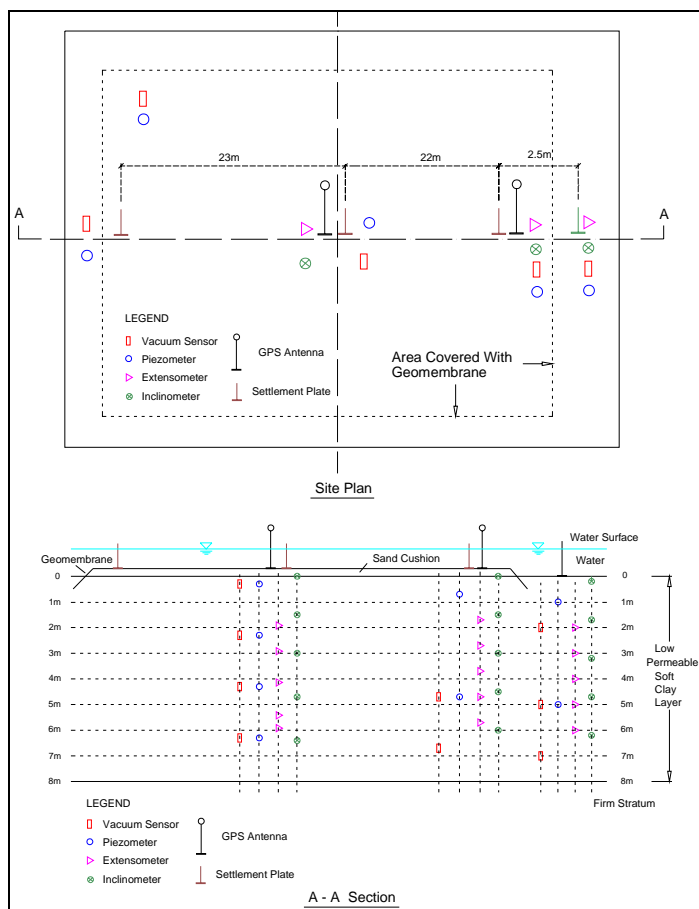 23m
22m
2.5m
A
A
LEGEND
Vacuum Sensor
Piezometer
Extensometer
Inclinometer
GPS Antenna
Settlement Plate
Area Covered With
Geomembrane
Site Plan
Water Surface
Geomembrane
Sand Cushion
Water
0
0
1m
1m
2m
2m
3m
3m
4m
4m
5m
5m
6m
6m
7m
7m
8m
8m
Low
Permeable
Soft
Clay
Layer
Firm Stratum
LEGEND
Vacuum Sensor
Piezometer
Extensometer
Inclinometer
GPS Antenna
Settlement Plate
A - A Section